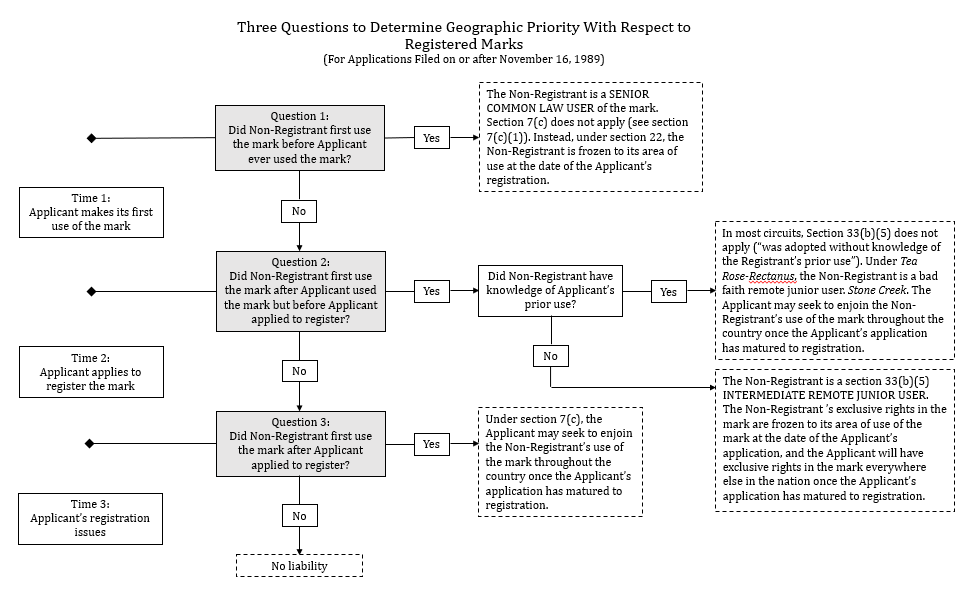 Three Questions to Determine Geographic Priority With Respect to
Registered Marks
(For Applications Filed on or after November 16, 1989)
Question 1:
Did Non-Registrant first use
the mark before Applicant
ever used the mark?
Yes
The Non-Registrant is a SENIOR
COMMON LAW USER of the mark.
Section 7(c) does not apply (see section
7(c)(1)). Instead, under section 22, the
Non-Registrant is frozen to its area of
use at the date of the Applicant's
registration.
Time 1:
Applicant makes its first
use of the mark
No
Question 2:
Did Non-Registrant first use
the mark after Applicant used
the mark but before Applicant
applied to register?
Yes
Did Non-Registrant have
knowledge of Applicant's
prior use?
Yes
In most circuits, Section 33(b)(5) does not
apply ("was adopted without knowledge of
the Registrant's prior use"). Under Tea
Rose-Rectanus, the Non-Registrant is a bad
faith remote junior user. Stone Creek. The
Applicant may seek to enjoin the Non-
Registrant's use of the mark throughout the
country once the Applicant's application
has matured to registration.
Time 2:
Applicant applies to
register the mark
No
No
The Non-Registrant is a section 33(b)(5)
INTERMEDIATE REMOTE JUNIOR USER.
The Non-Registrant 's exclusive rights in the
mark are frozen to its area of use of the
mark at the date of the Applicant's
application, and the Applicant will have
exclusive rights in the mark everywhere
else in the nation once the Applicant's
application has matured to registration.
Question 3:
Did Non-Registrant first use
the mark after Applicant
applied to register?
Yes
Under section 7(c), the
Applicant may seek to enjoin
the Non-Registrant's use of
the mark throughout the
country once the Applicant's
application has matured to
registration.
Time 3:
Applicant's registration
issues
No
No liability